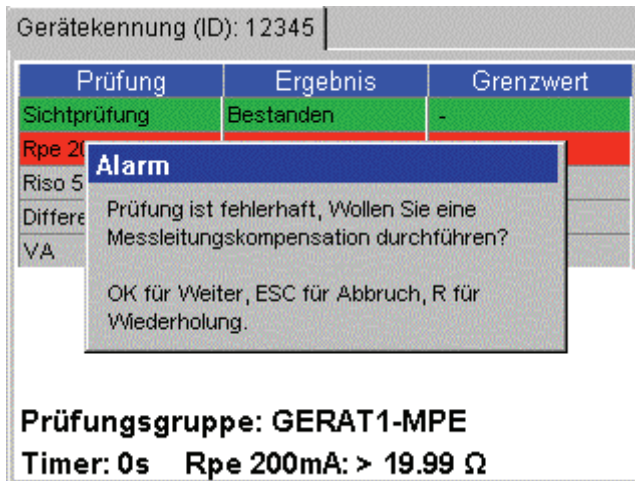 Gerätekennung (ID): 12345
Prüfung Ergebnis Grenzwert
Sichtprüfung Bestanden -
Rpe 20
Alarm
Riso 5
Prüfung ist fehlerhaft, Wollen Sie eine
Differe
Messleitungskompensation durchführen?
VA
OK für Weiter, ESC für Abbruch, R für
Wiederholung.
Prüfungsgruppe: GERAT1-MPE
Timer: 0s Rpe 200mA: > 19.99 Ω